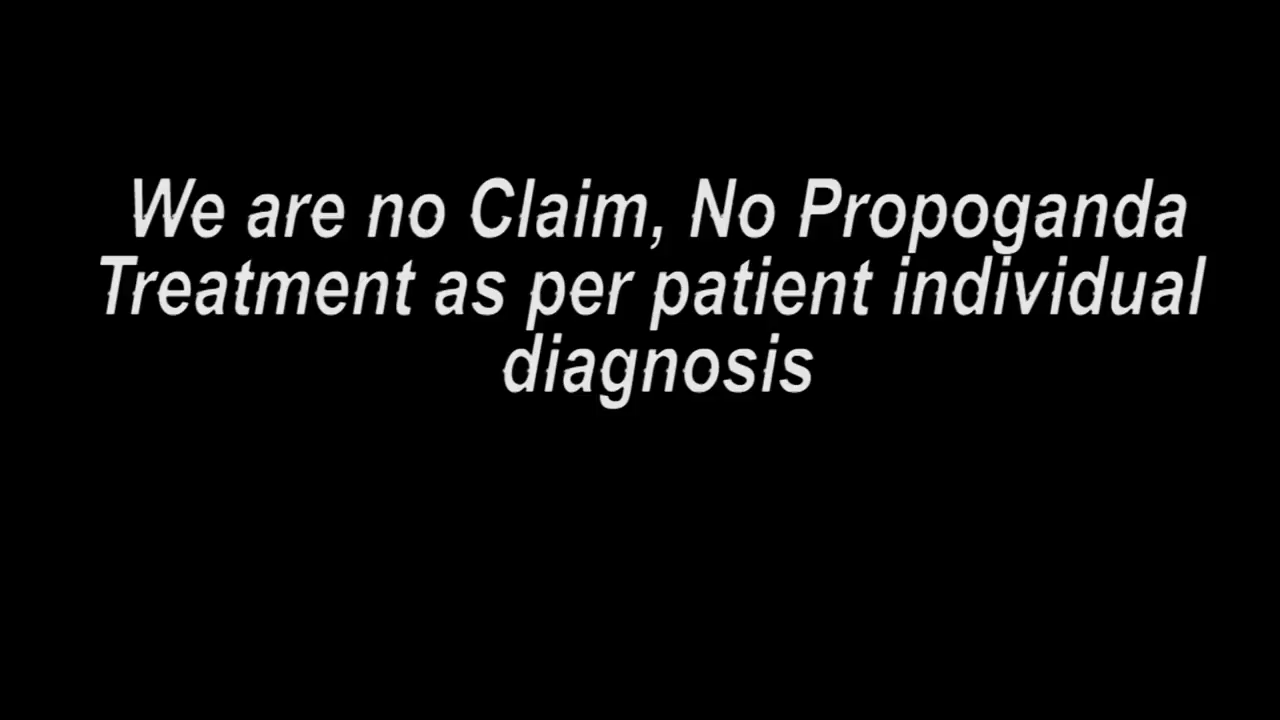 We are no Claim, No Propoganda
Treatment as per patient individual
diagnosis